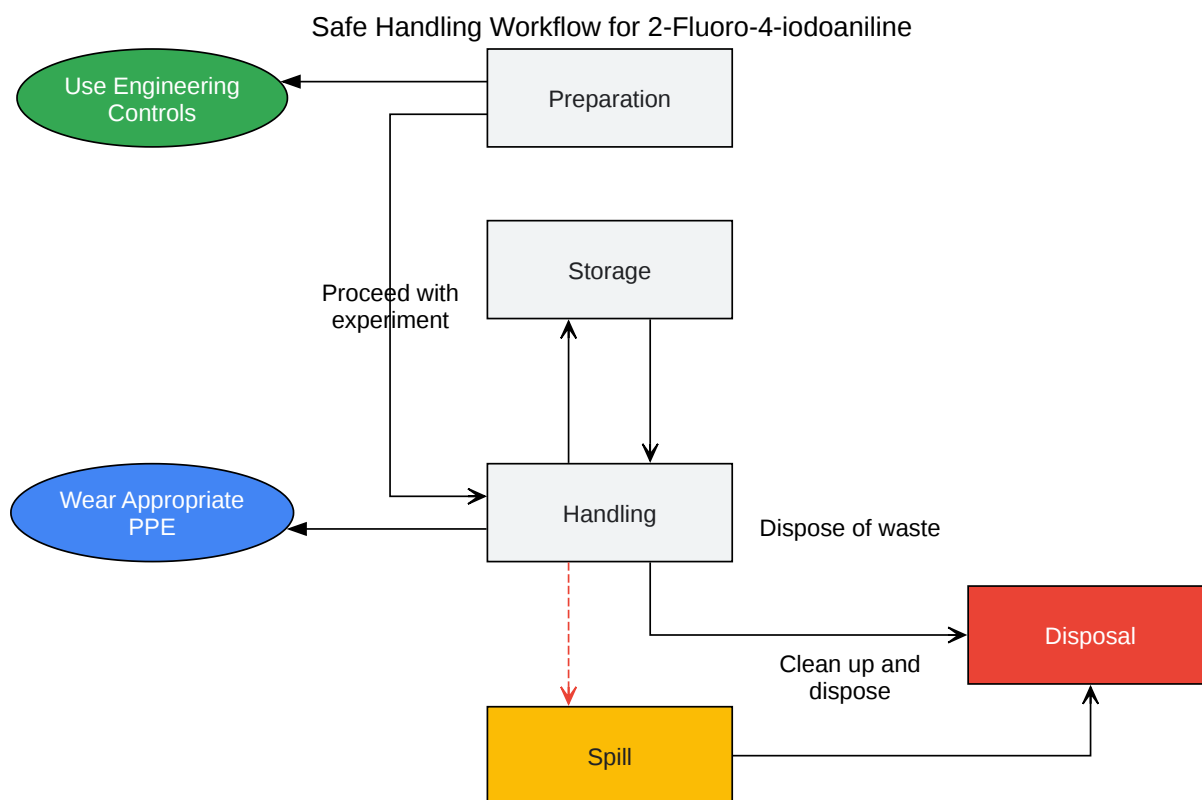 Safe Handling Workflow for 2-Fluoro-4-iodoaniline
Use Engineering
Controls
Preparation
Storage
Proceed with
experiment
Wear Appropriate
PPE
Handling
Dispose of waste
Disposal
Clean up and
dispose
Spill